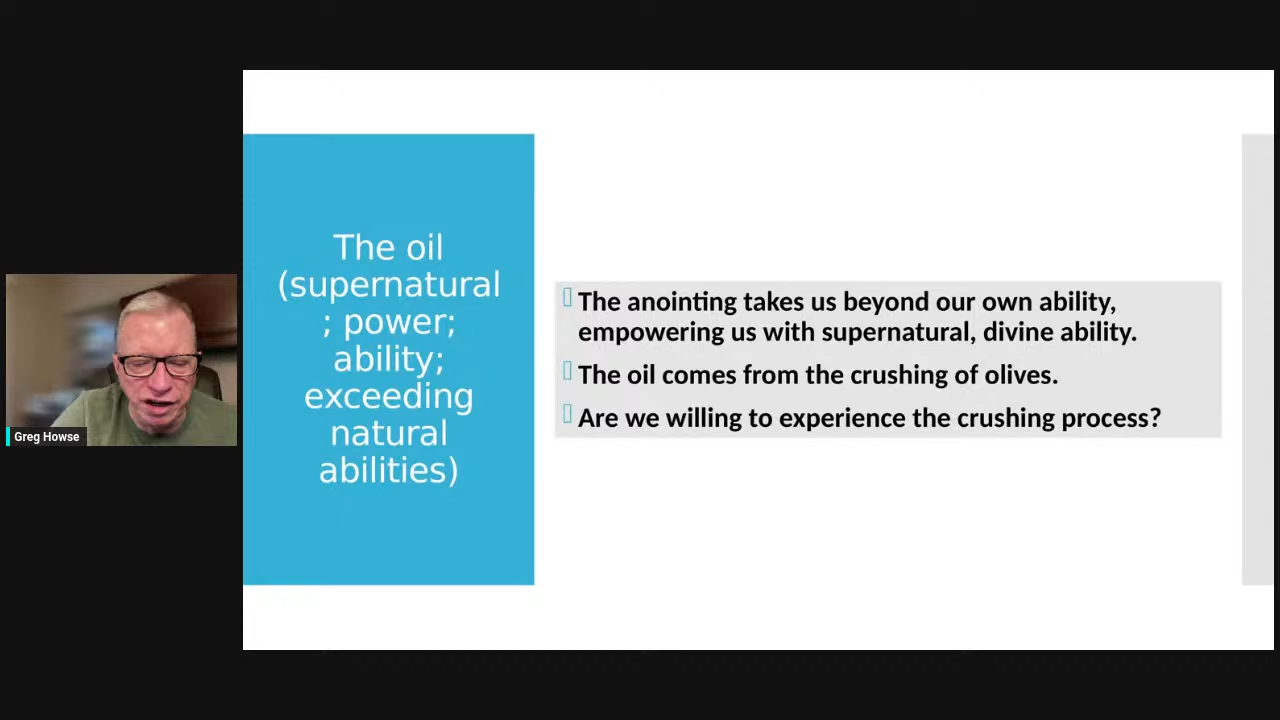 The oil
(supernatural
; power;
ability;
exceeding
natural
abilities)
The anointing takes us beyond our own ability,
empowering us with supernatural, divine ability.
The oil comes from the crushing of olives.
Are we willing to experience the crushing process?
Greg Howse